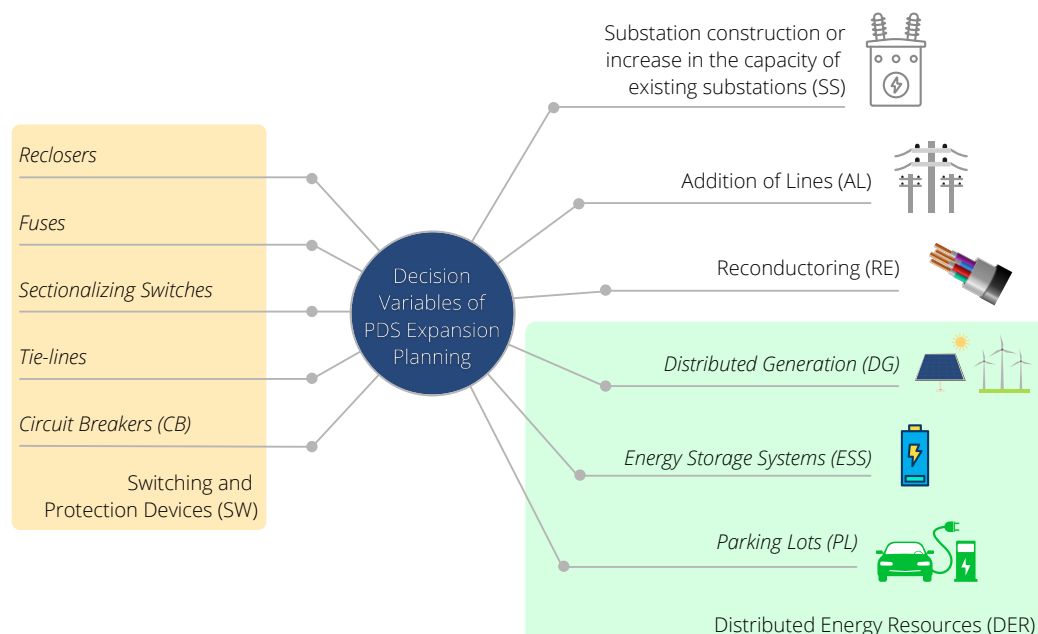 Substation construction or
increase in the capacity of
existing substations (SS)
Addition of Lines (AL)
Reconductoring (RE)
Distributed Generation (DG)
Energy Storage Systems (ESS)
Parking Lots (PL)
Distributed Energy Resources (DER)
Decision
Variables of
PDS Expansion
Planning
Reclosers
Fuses
Sectionalizing Switches
Tie-lines
Circuit Breakers (CB)
Switching and
Protection Devices (SW)